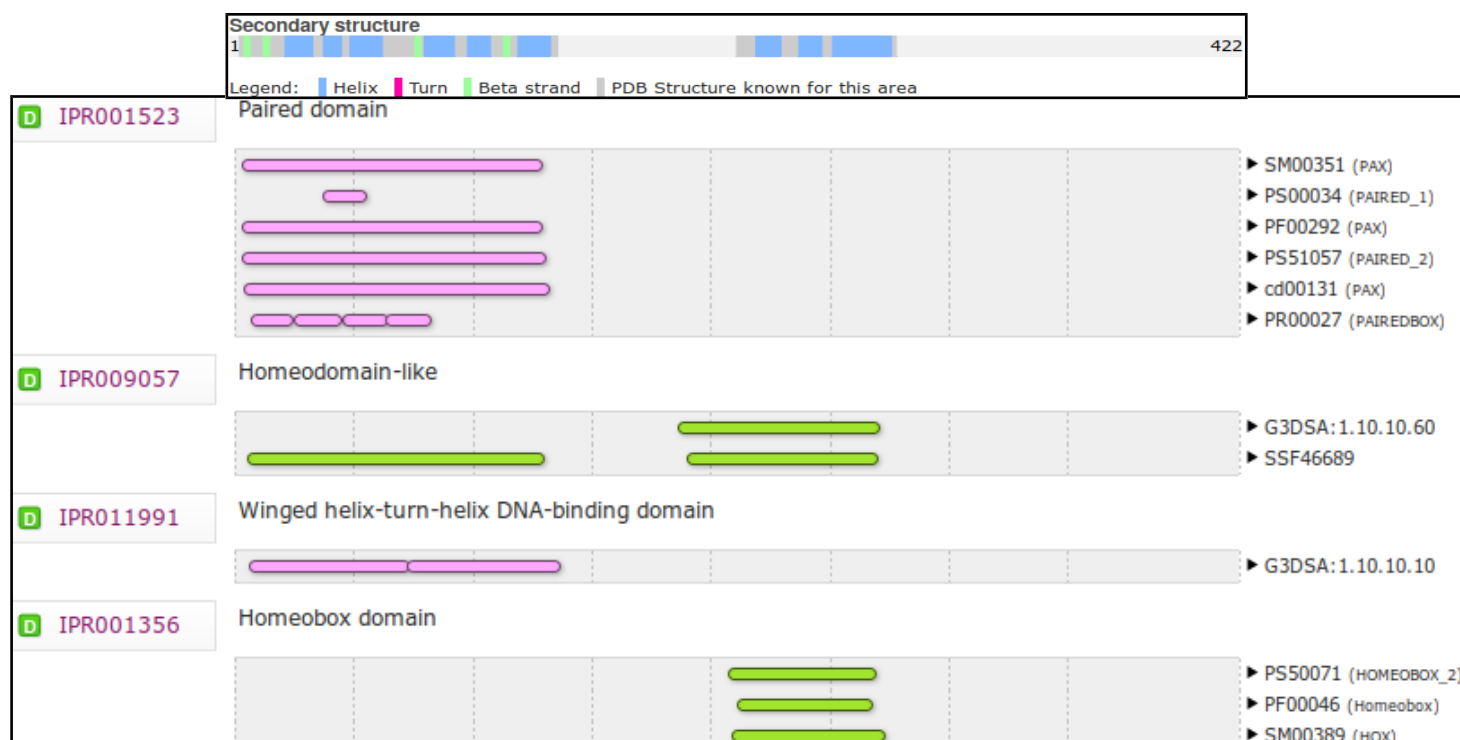 Secondary structure
1 422
Legend: Helix Turn Beta strand PDB Structure known for this area
D IPR001523 Paired domain
SM00351 (PAX)
PS00034 (PAIRED_1)
PF00292 (PAX)
PS51057 (PAIRED_2)
cd00131 (PAX)
PR00027 (PAIREDBOX)
D IPR009057 Homeodomain-like
G3DSA:1.10.10.60
SSF46689
D IPR011991 Winged helix-turn-helix DNA-binding domain
G3DSA:1.10.10.10
D IPR001356 Homeobox domain
PS50071 (HOMEOBOX_2)
PF00046 (Homeobox)
SM00389 (HOX)